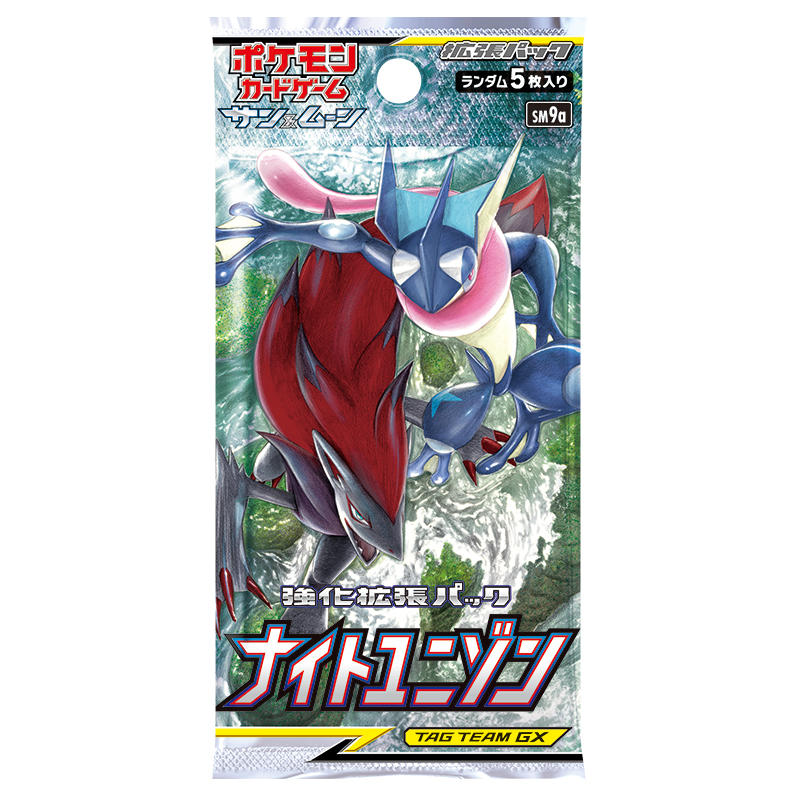 ポケモン
カードゲーム
サン&ムーン
拡張パック
ランダム5枚入り
SM9a
強化拡張パック
ナイトユニゾン
TAG TEAM GX